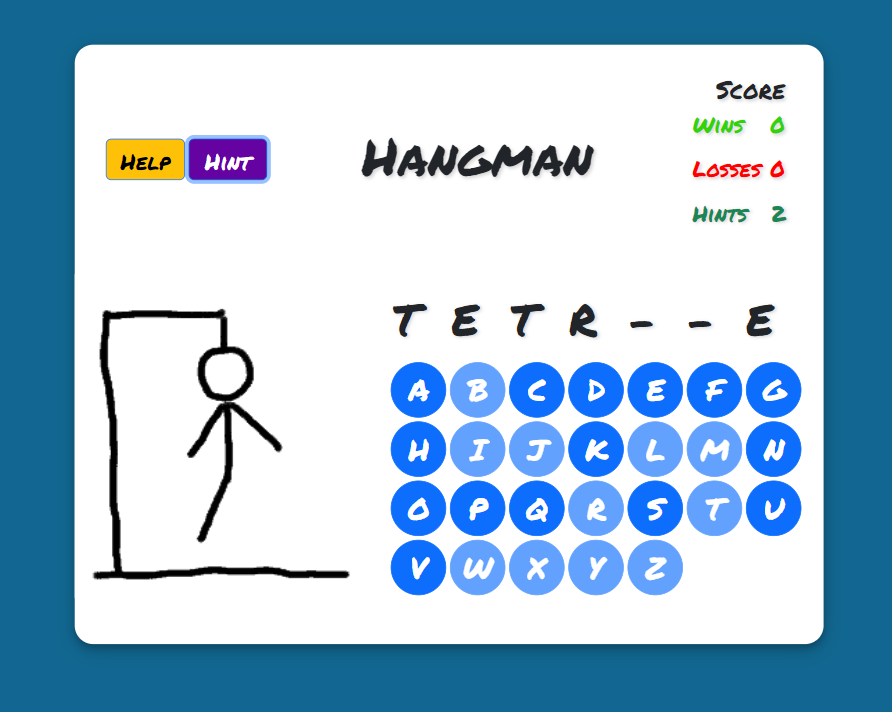 Score
Wins 0
Losses 0
Hints 2
Help Hint
Hangman
T E T R - - E
A B C D E F G
H I J K L M N
O P Q R S T U
V W X Y Z